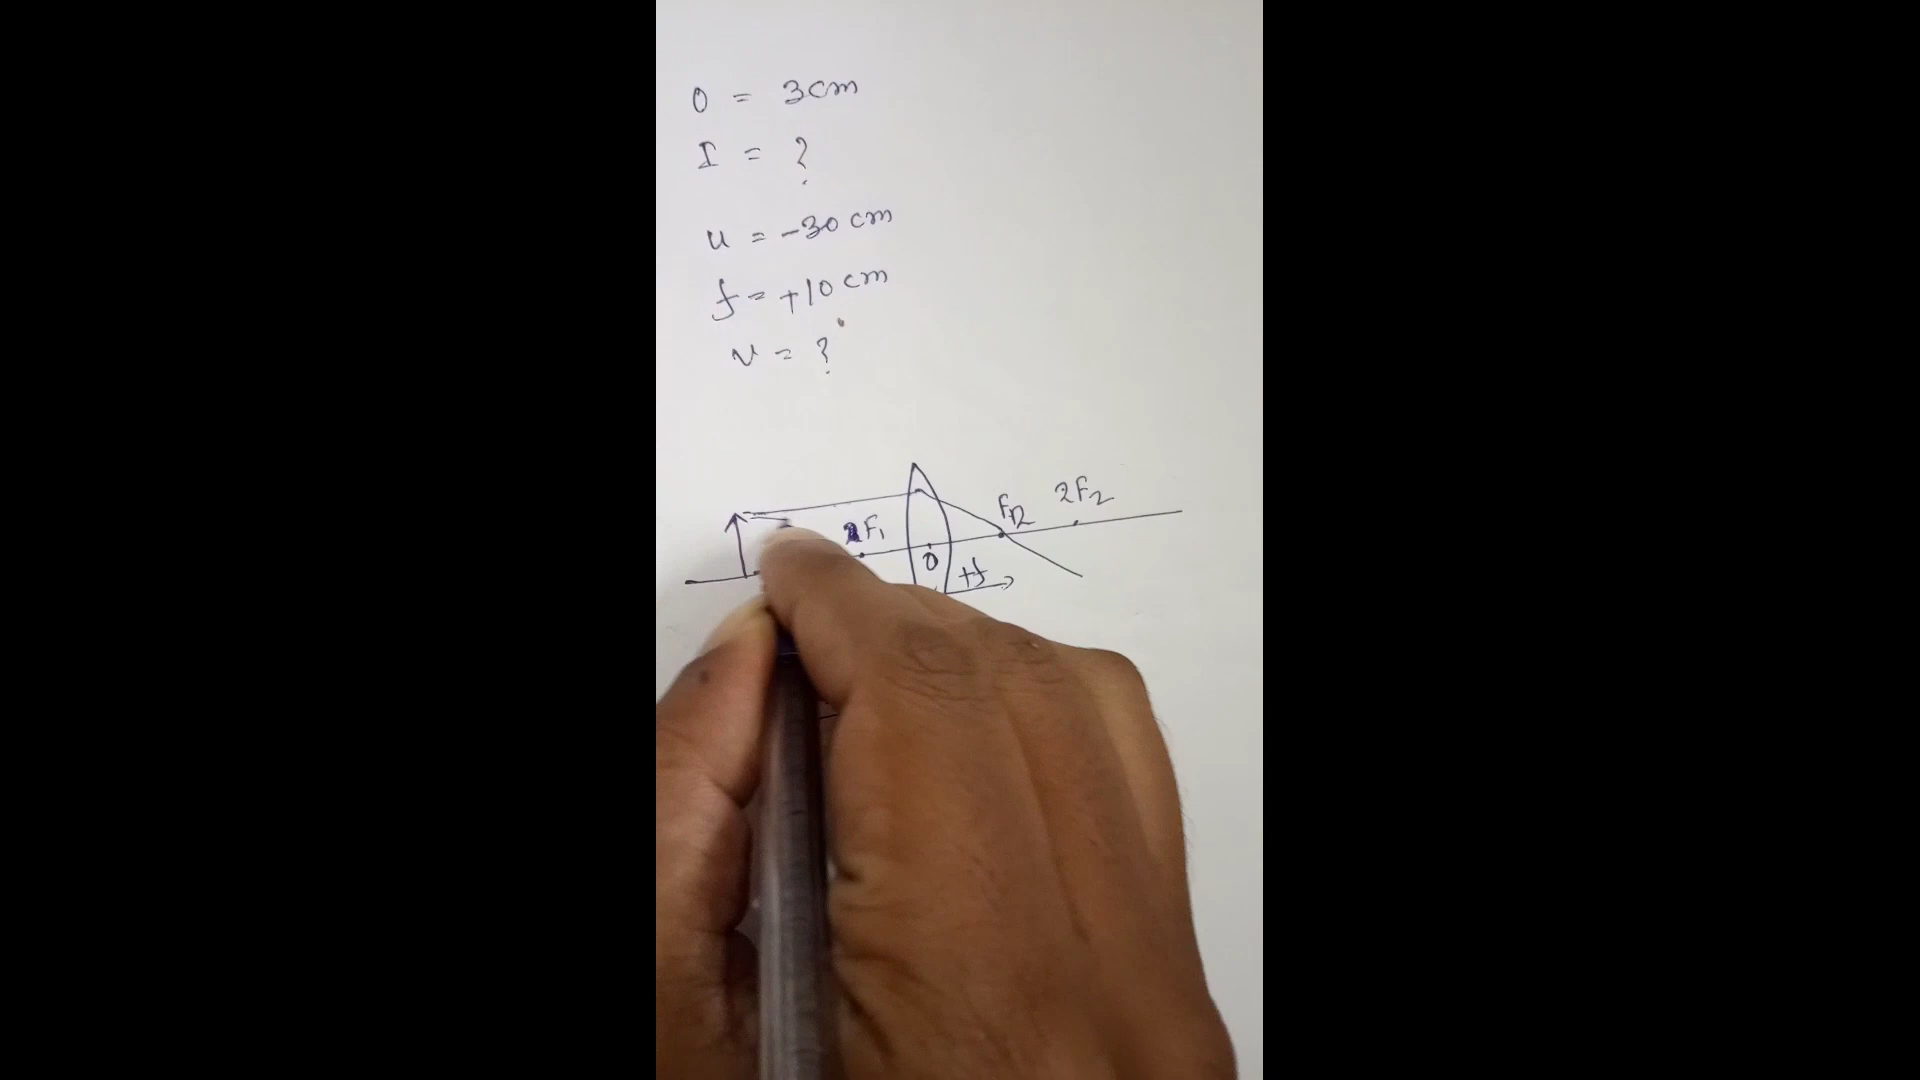 O = 3cm
I = ?
u = -30 cm
f = +10 cm
v = ?
2F₂
F₂
F₁
O
+f